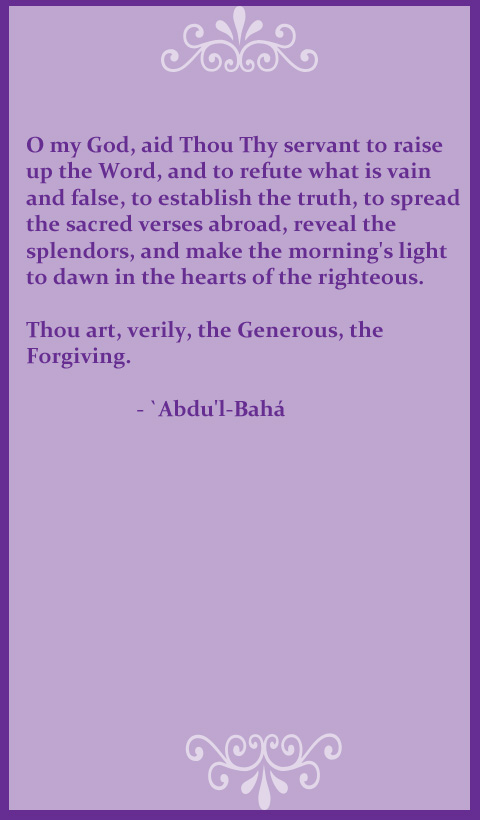 O my God, aid Thou Thy servant to raise
up the Word, and to refute what is vain
and false, to establish the truth, to spread
the sacred verses abroad, reveal the
splendors, and make the morning's light
to dawn in the hearts of the righteous.
Thou art, verily, the Generous, the
Forgiving.
- `Abdu'l-Bahá